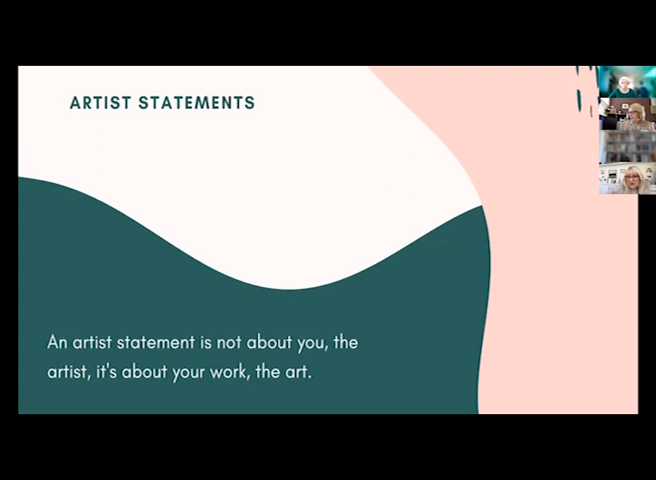 ARTIST STATEMENTS
An artist statement is not about you, the
artist, it's about your work, the art.